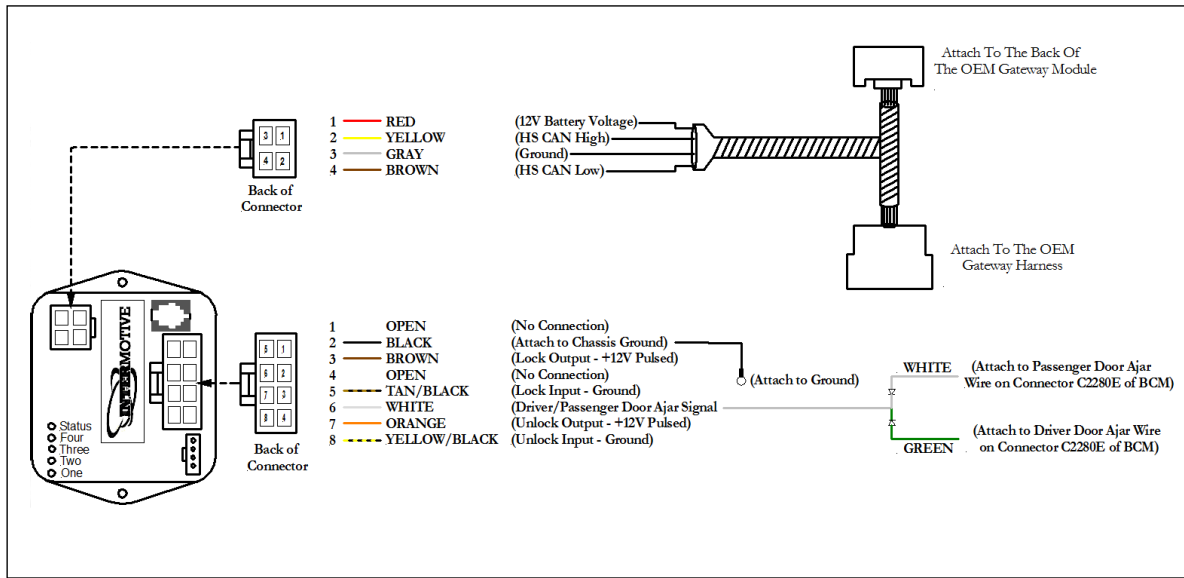 Attach To The Back Of
The OEM Gateway Module
3 1
4 2
Back of
Connector
1 RED (12V Battery Voltage)
2 YELLOW (HS CAN High)
3 GRAY (Ground)
4 BROWN (HS CAN Low)
Attach To The OEM
Gateway Harness
INTERMOTIVE
Status
Four
Three
Two
One
5 1
6 2
7 3
8 4
Back of
Connector
1 OPEN (No Connection)
2 BLACK (Attach to Chassis Ground)
3 BROWN (Lock Output - +12V Pulsed)
4 OPEN (No Connection)
5 TAN/BLACK (Lock Input - Ground)
6 WHITE (Driver/Passenger Door Ajar Signal
7 ORANGE (Unlock Output - +12V Pulsed)
8 YELLOW/BLACK (Unlock Input - Ground)
(Attach to Ground)
WHITE
(Attach to Passenger Door Ajar
Wire on Connector C2280E of BCM)
GREEN
(Attach to Driver Door Ajar Wire
on Connector C2280E of BCM)